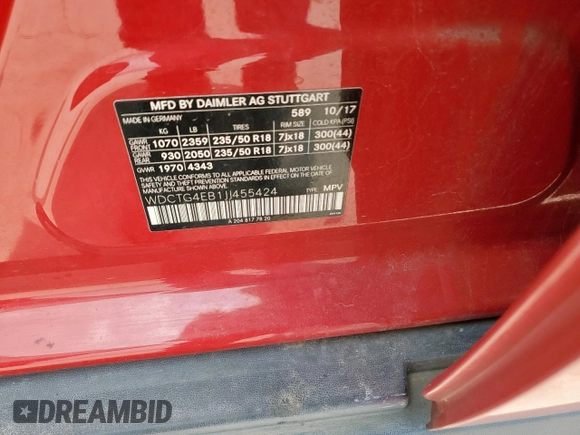 MFD BY DAIMLER AG STUTTGART
MADE IN GERMANY 589 10/17
KG LB TIRES RIM SIZE COLD KPA(PSI)
GAWR FRONT 1070 2359 235/50 R18 7Jx18 300(44)
GAWR REAR 930 2050 235/50 R18 7Jx18 300(44)
GVWR 1970 4343
THIS VEHICLE CONFORMS TO ALL APPLICABLE FEDERAL MOTOR VEHICLE
SAFETY, BUMPER, AND THEFT PREVENTION STANDARDS IN EFFECT
ON THE DATE OF MANUFACTURE SHOWN ABOVE.
WDCTG4EB1JJ455424 TYPE: MPV
A 204 817 78 20
DREAMBID